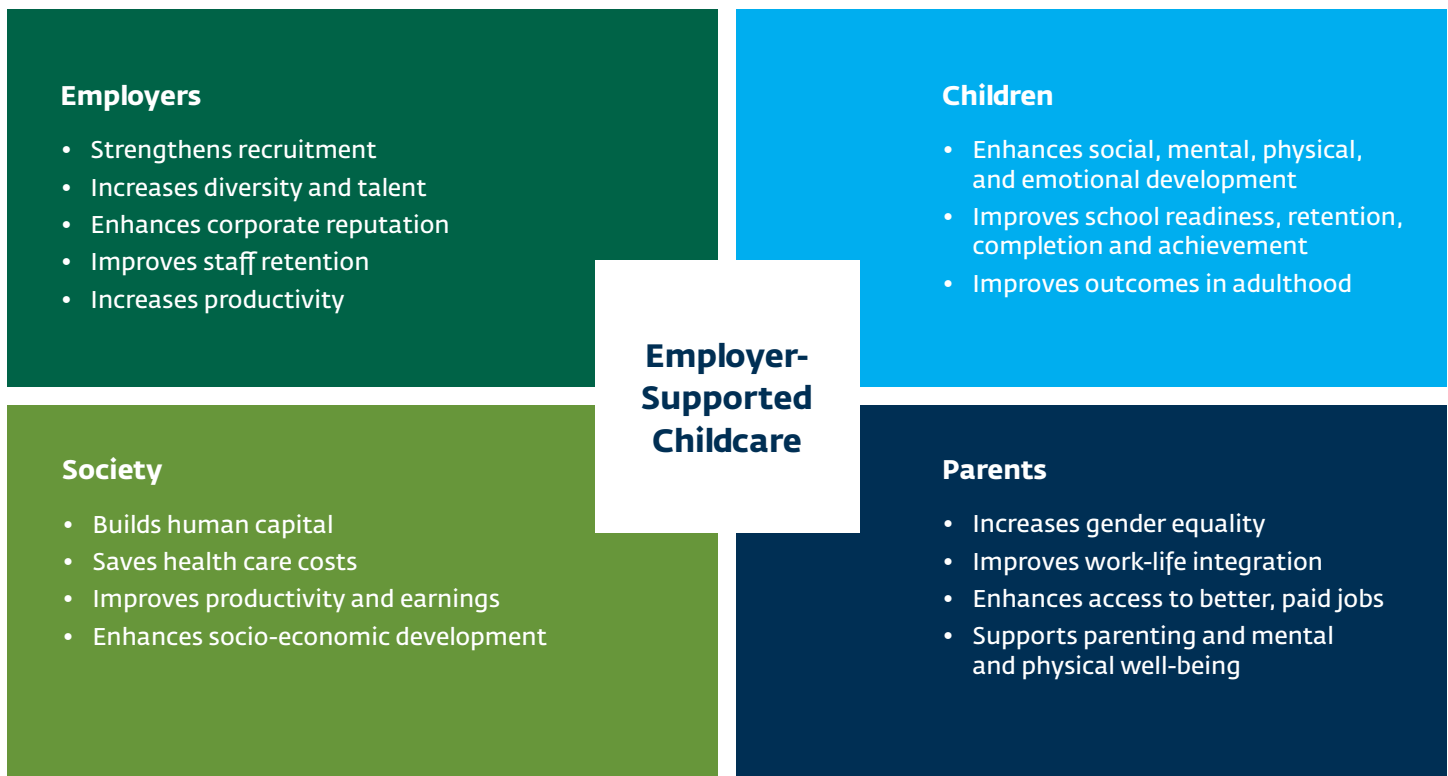 Employers
• Strengthens recruitment
• Increases diversity and talent
• Enhances corporate reputation
• Improves staff retention
• Increases productivity
Children
• Enhances social, mental, physical,
and emotional development
• Improves school readiness, retention,
completion and achievement
• Improves outcomes in adulthood
Employer-
Supported
Childcare
Society
• Builds human capital
• Saves health care costs
• Improves productivity and earnings
• Enhances socio-economic development
Parents
• Increases gender equality
• Improves work-life integration
• Enhances access to better, paid jobs
• Supports parenting and mental
and physical well-being